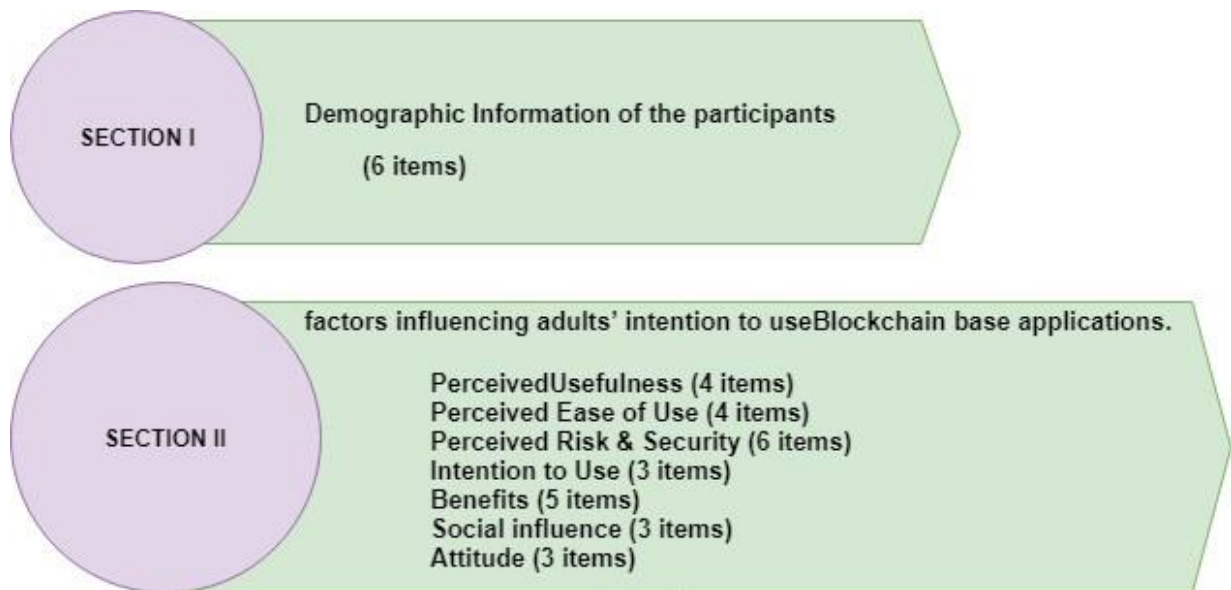 SECTION I
Demographic Information of the participants
(6 items)
SECTION II
factors influencing adults’ intention to useBlockchain base applications.
PerceivedUsefulness (4 items)
Perceived Ease of Use (4 items)
Perceived Risk & Security (6 items)
Intention to Use (3 items)
Benefits (5 items)
Social influence (3 items)
Attitude (3 items)